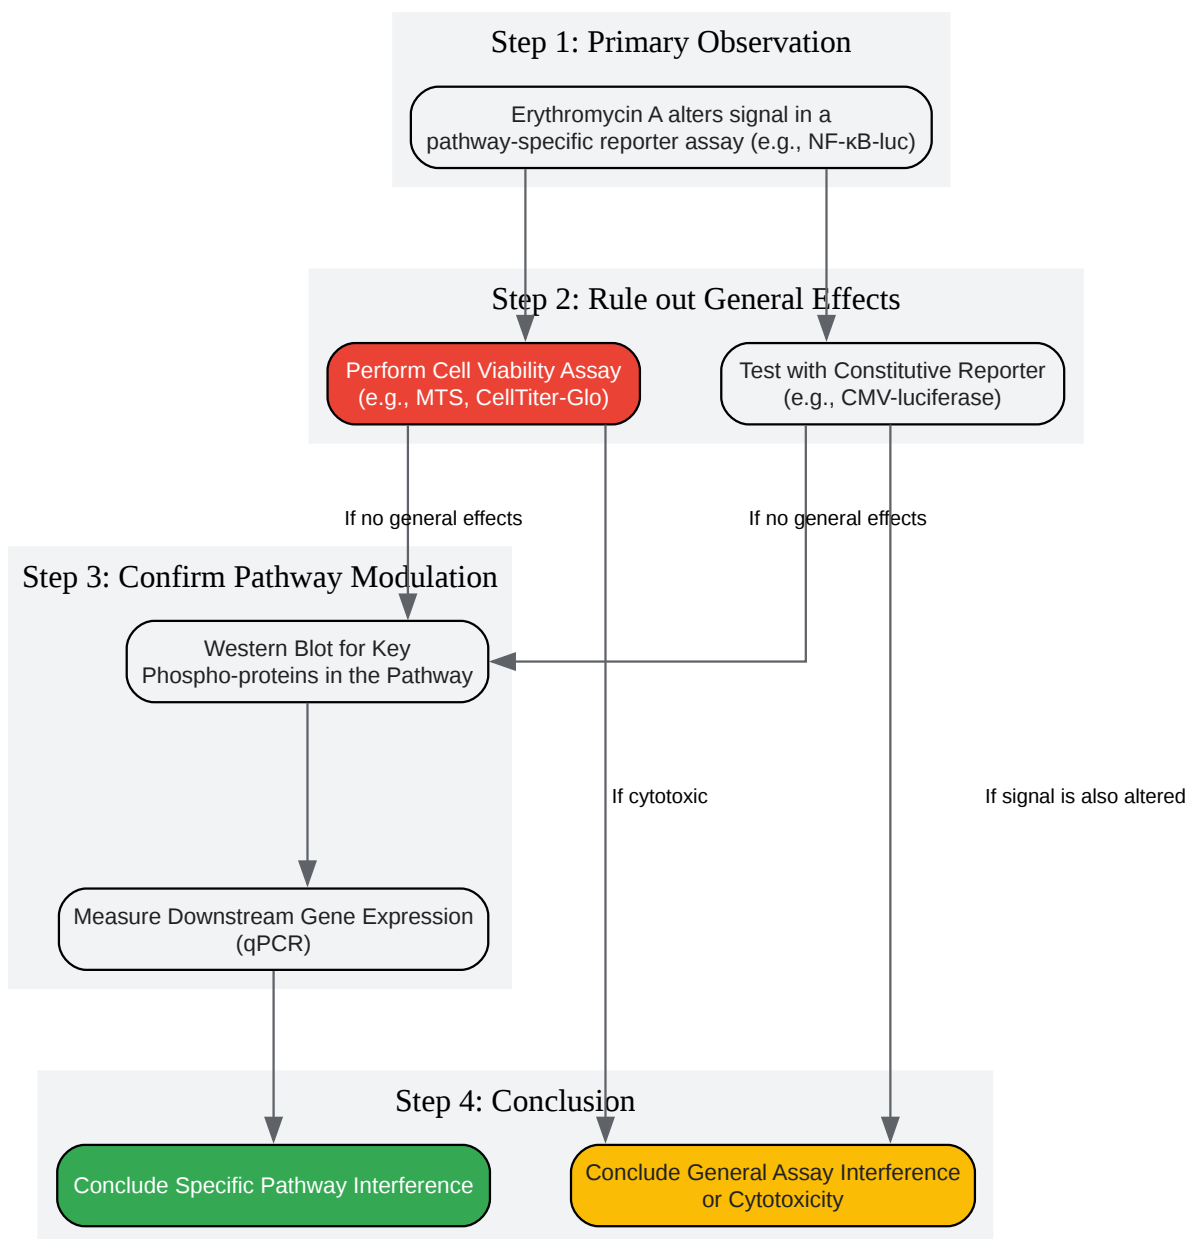 Step 1: Primary Observation
Erythromycin A alters signal in a
pathway-specific reporter assay (e.g., NF-κB-luc)
Step 2: Rule out General Effects
Perform Cell Viability Assay
(e.g., MTS, CellTiter-Glo)
Test with Constitutive Reporter
(e.g., CMV-luciferase)
If no general effects
If no general effects
Step 3: Confirm Pathway Modulation
Western Blot for Key
Phospho-proteins in the Pathway
If cytotoxic
If signal is also altered
Measure Downstream Gene Expression
(qPCR)
Step 4: Conclusion
Conclude Specific Pathway Interference
Conclude General Assay Interference
or Cytotoxicity